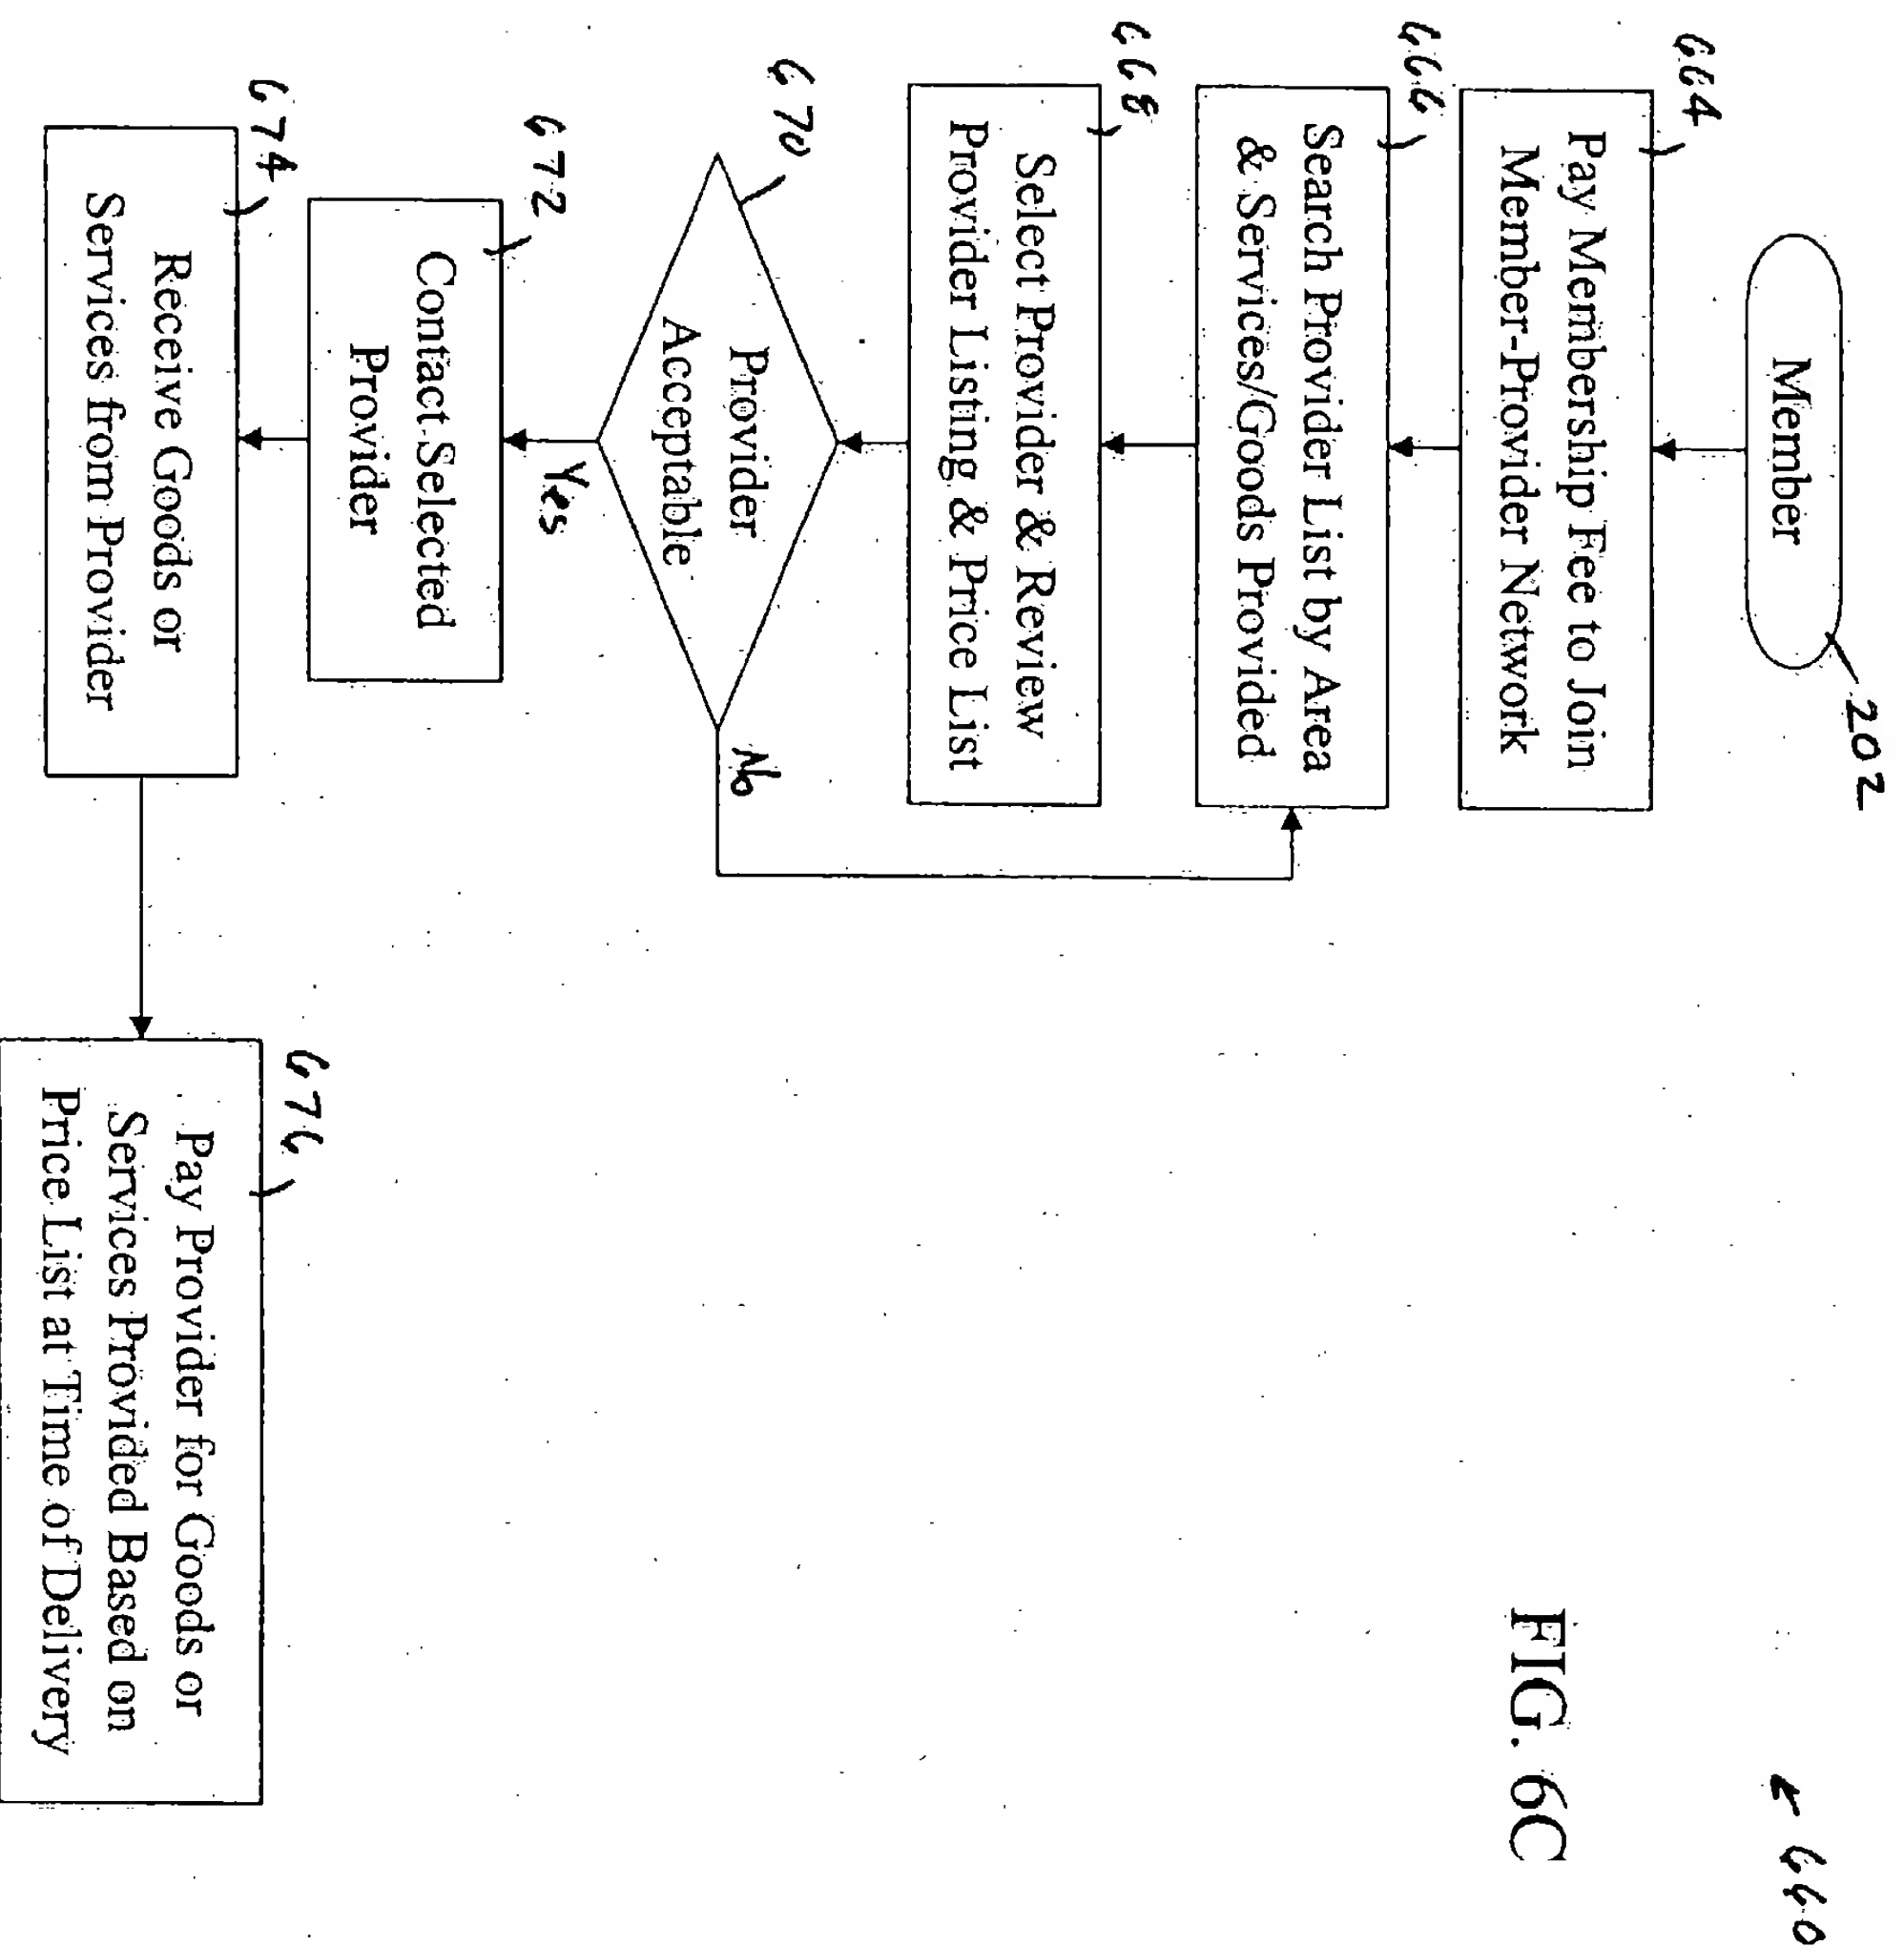 660
FIG. 6C
Member
202
664
Pay Membership Fee to Join
Member-Provider Network
666
Search Provider List by Area
& Services/Goods Provided
668
Select Provider & Review
Provider Listing & Price List
670
Provider
Acceptable
No
Yes
672
Contact Selected
Provider
674
Receive Goods or
Services from Provider
676
Pay Provider for Goods or
Services Provided Based on
Price List at Time of Delivery